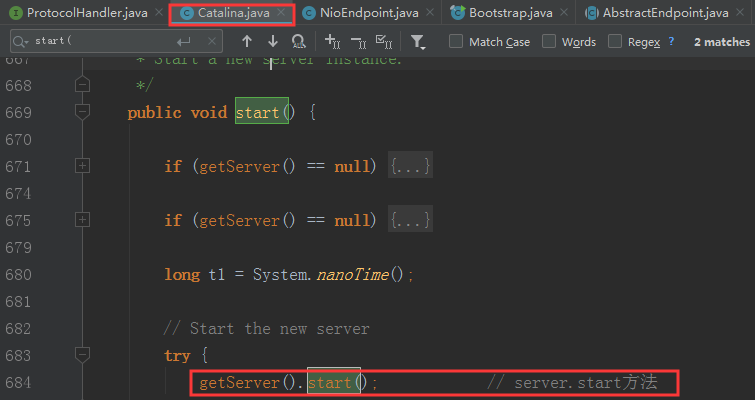 ProtocolHandler.java × Catalina.java × NioEndpoint.java × Bootstrap.java × AbstractEndpoint.java ×
start( Match Case Words Regex ? 2 matches
667 * Start a new server instance.
668 */
669 public void start() {
670
671 if (getServer() == null) {...}
674
675 if (getServer() == null) {...}
679
680 long t1 = System.nanoTime();
681
682 // Start the new server
683 try {
684 getServer().start(); // server.start方法